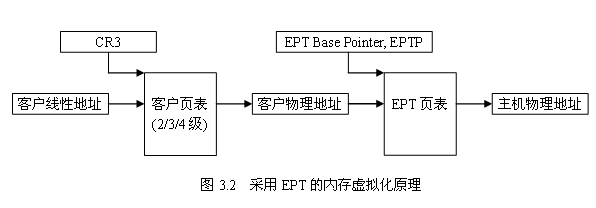 CR3
EPT Base Pointer, EPTP
客户线性地址
客户页表
(2/3/4 级)
客户物理地址
EPT 页表
主机物理地址
图 3.2 采用 EPT 的内存虚拟化原理